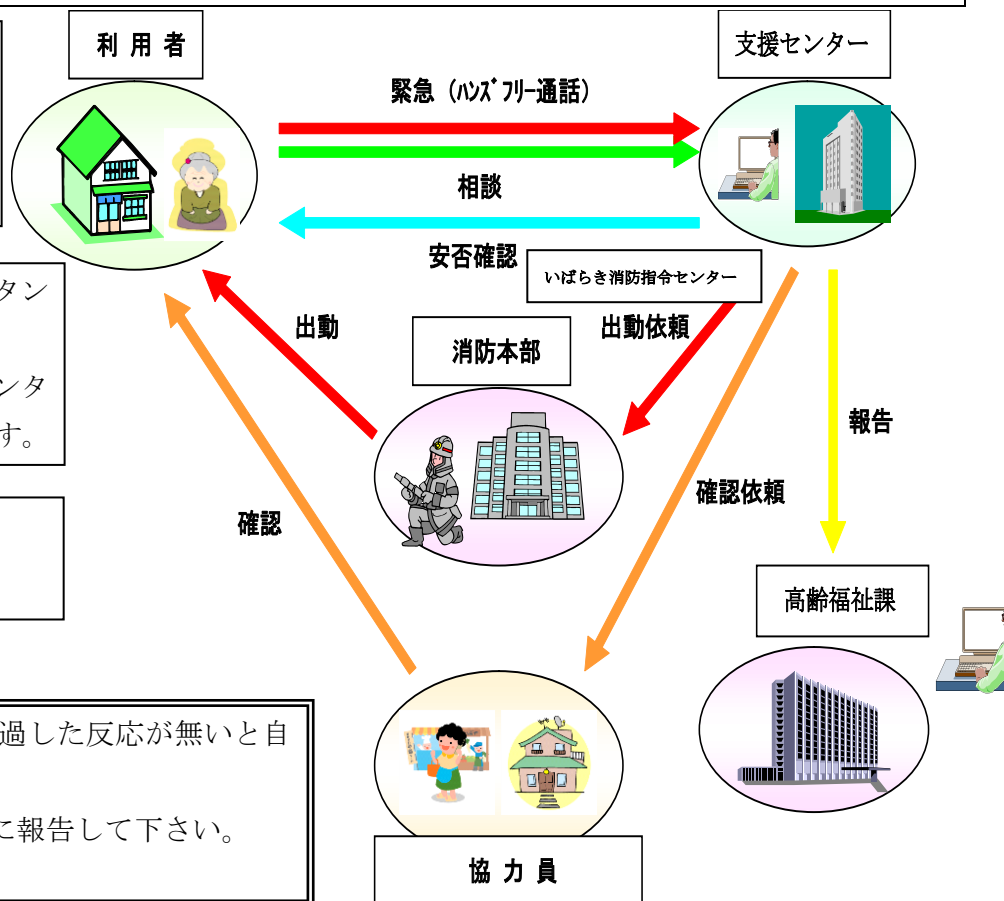 利用者
支援センター
緊急（ﾊﾝｽﾞﾌﾘｰ通話）
相談
安否確認
いばらき消防指令センター
タン
ンタ
す。
出動
出動依頼
消防本部
報告
確認依頼
確認
高齢福祉課
過した反応が無いと自
に報告して下さい。
協力員